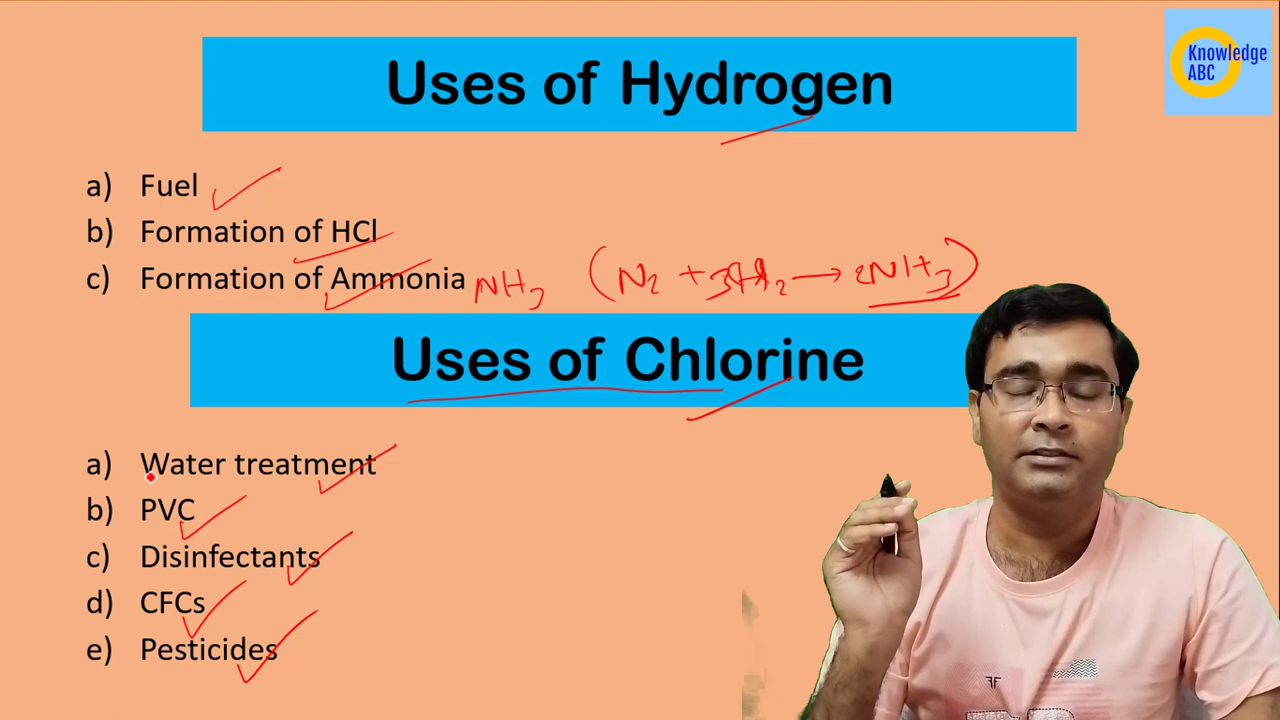 Knowledge
ABC
Uses of Hydrogen
a) Fuel
b) Formation of HCl
c) Formation of Ammonia NH3 (N2 + 3H2 → 2NH3)
Uses of Chlorine
a) Water treatment
b) PVC
c) Disinfectants
d) CFCs
e) Pesticides